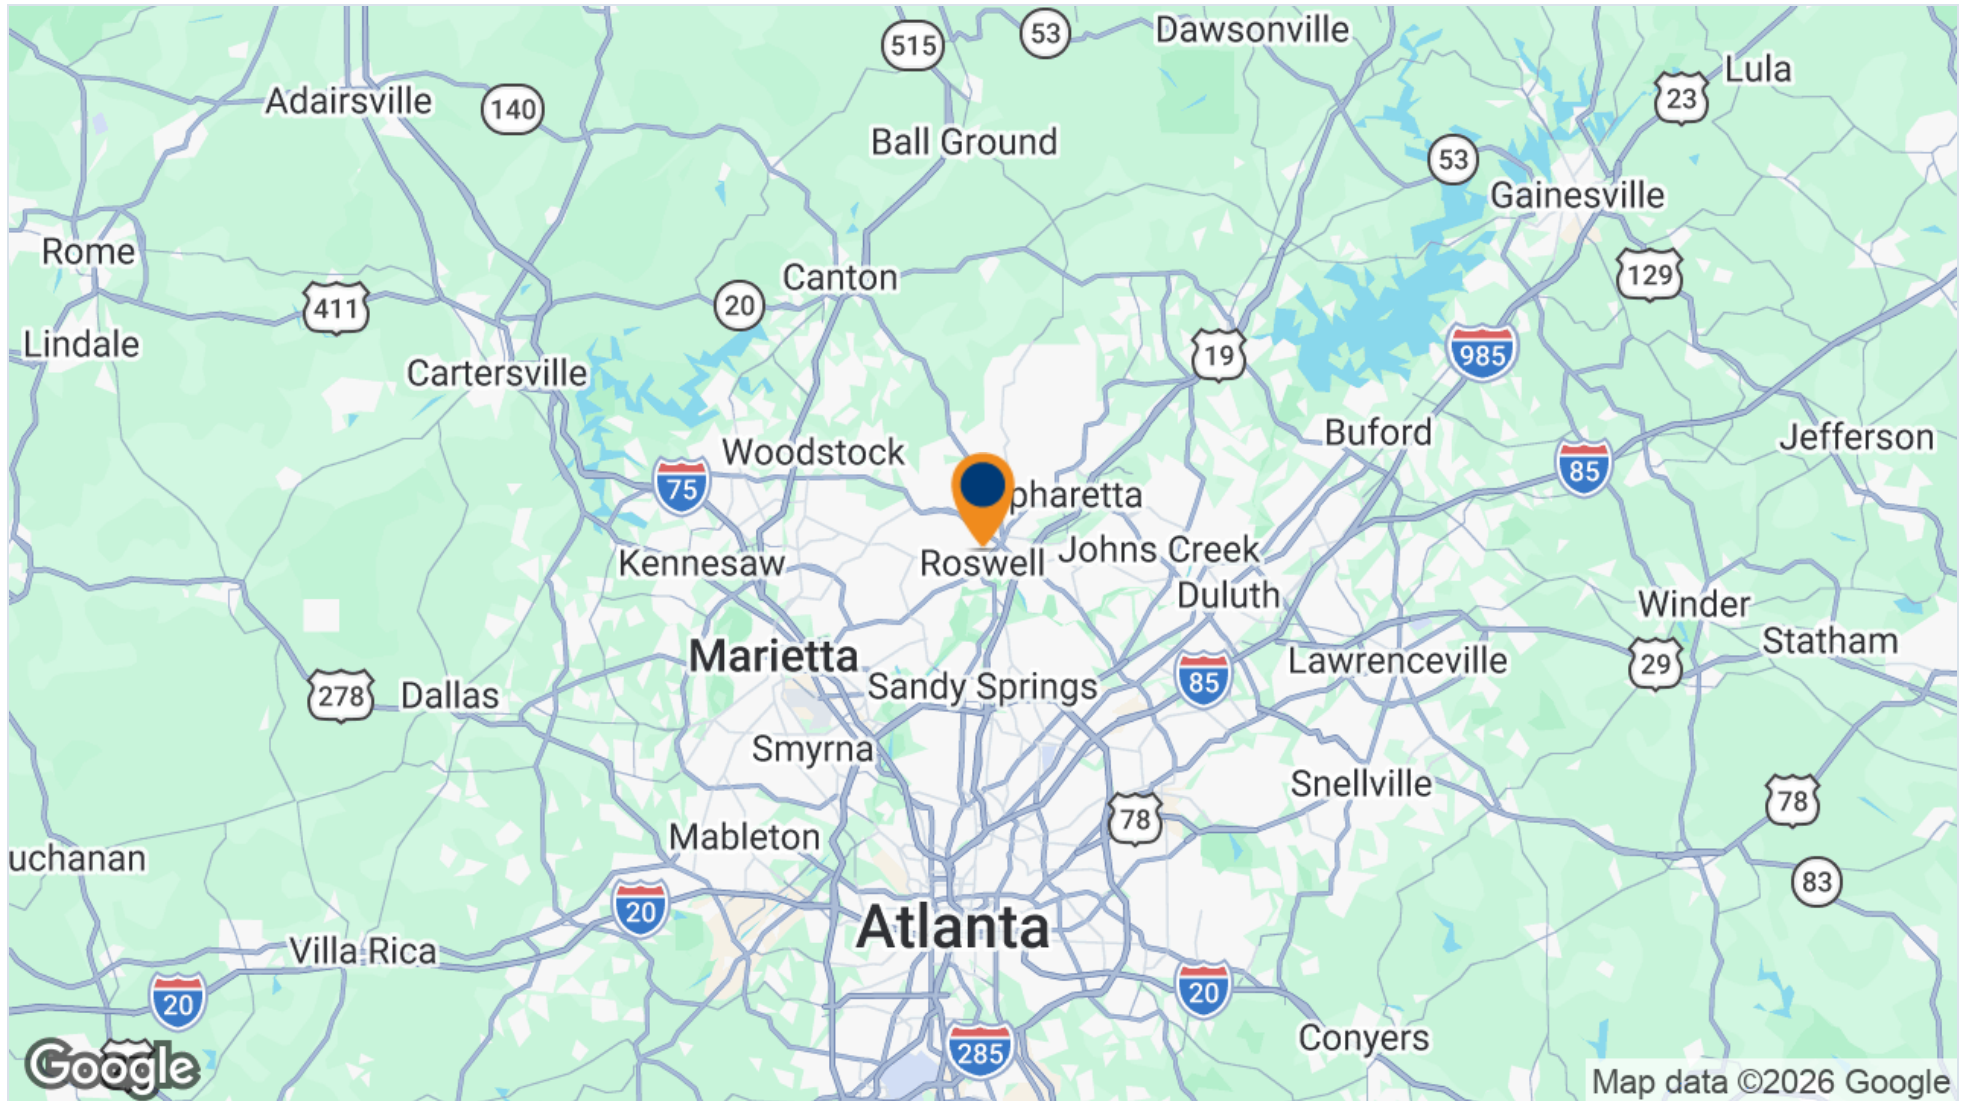 515
53
Dawsonville
Lula
23
Adairsville
140
Ball Ground
53
Gainesville
Rome
411
20
Canton
129
Lindale
Cartersville
19
985
Woodstock
75
Buford
85
Jefferson
pharetta
Kennesaw
Roswell
Johns Creek
Duluth
Winder
Marietta
Sandy Springs
85
Lawrenceville
29
Statham
278
Dallas
Smyrna
Snellville
78
78
Mableton
uchanan
83
20
Atlanta
Villa Rica
20
20
285
Conyers
Google
Map data ©2026 Google